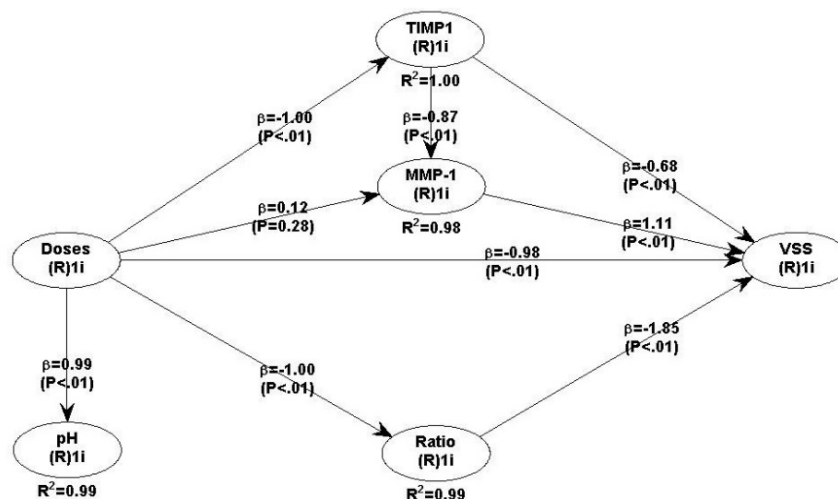 TIMP1
(R)1i
R²=1.00
β=-1.00
(P<.01)
β=-0.87
(P<.01)
β=-0.68
(P<.01)
MMP-1
(R)1i
R²=0.98
β=0.12
(P=0.28)
β=1.11
(P<.01)
Doses
(R)1i
β=-0.98
(P<.01)
VSS
(R)1i
β=0.99
(P<.01)
β=-1.00
(P<.01)
β=-1.85
(P<.01)
pH
(R)1i
R²=0.99
Ratio
(R)1i
R²=0.99